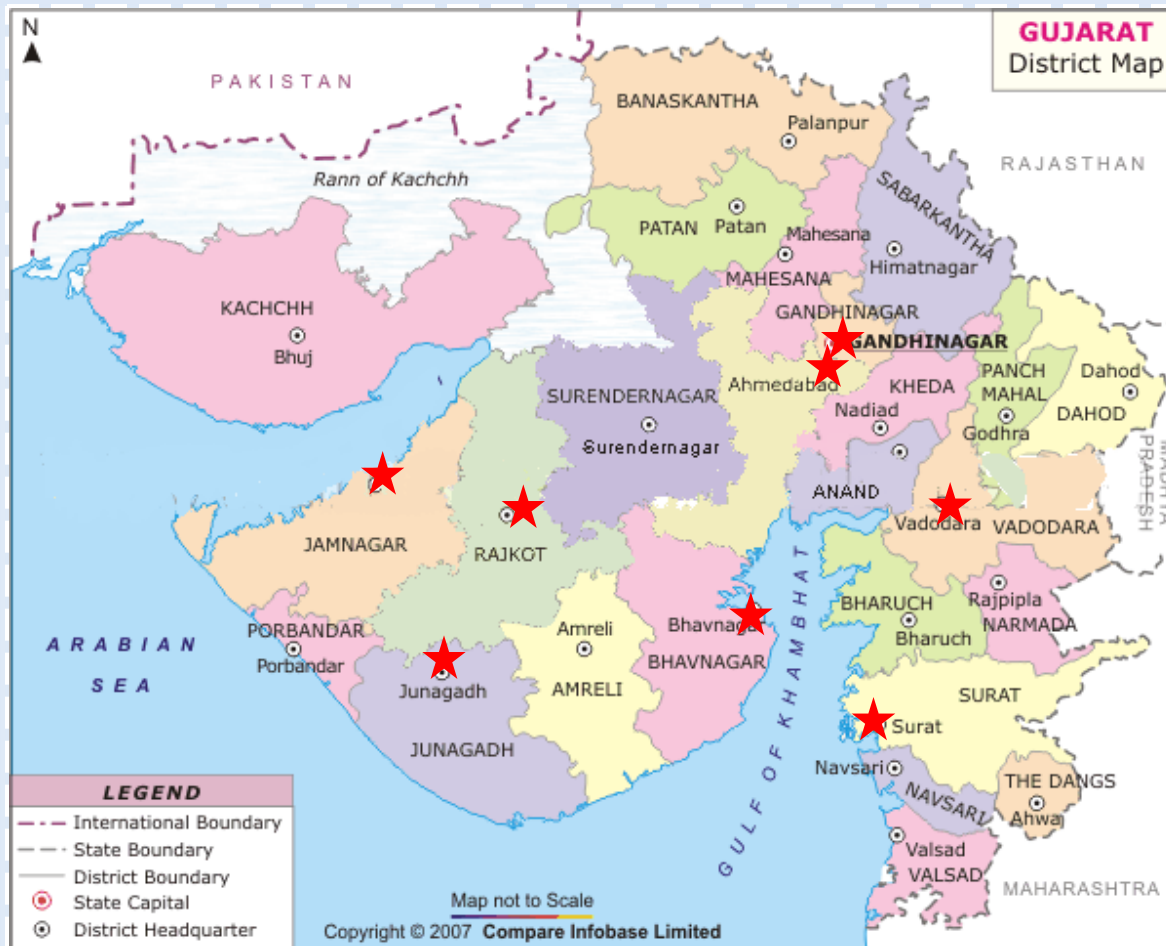 N
GUJARAT
District Map
PAKISTAN
BANASKANTHA
Palanpur
RAJASTHAN
Rann of Kachchh
SABARKANTHA
PATAN
Patan
Mahesana
Himatnagar
MAHESANA
KACHCHH
Bhuj
GANDHINAGAR
GANDHINAGAR
Ahmedabad
KHEDA
PANCH
MAHAL
Dahod
DAHOD
SURENDERNAGAR
Surendernagar
Nadiad
Godhra
MADHYA
PRADESH
ANAND
JAMNAGAR
RAJKOT
Vadodara
VADODARA
PORBANDAR
Porbandar
Amreli
Bhavnagar
BHARUCH
Bharuch
Rajpipla
NARMADA
ARABIAN
SEA
Junagadh
AMRELI
BHAVNAGAR
GULF OF KHAMBHAT
SURAT
Surat
JUNAGADH
Navsari
NAVSARI
THE DANGS
Ahwa
Valsad
VALSAD
MAHARASHTRA
LEGEND
International Boundary
State Boundary
District Boundary
State Capital
District Headquarter
Map not to Scale
Copyright © 2007 Compare Infobase Limited